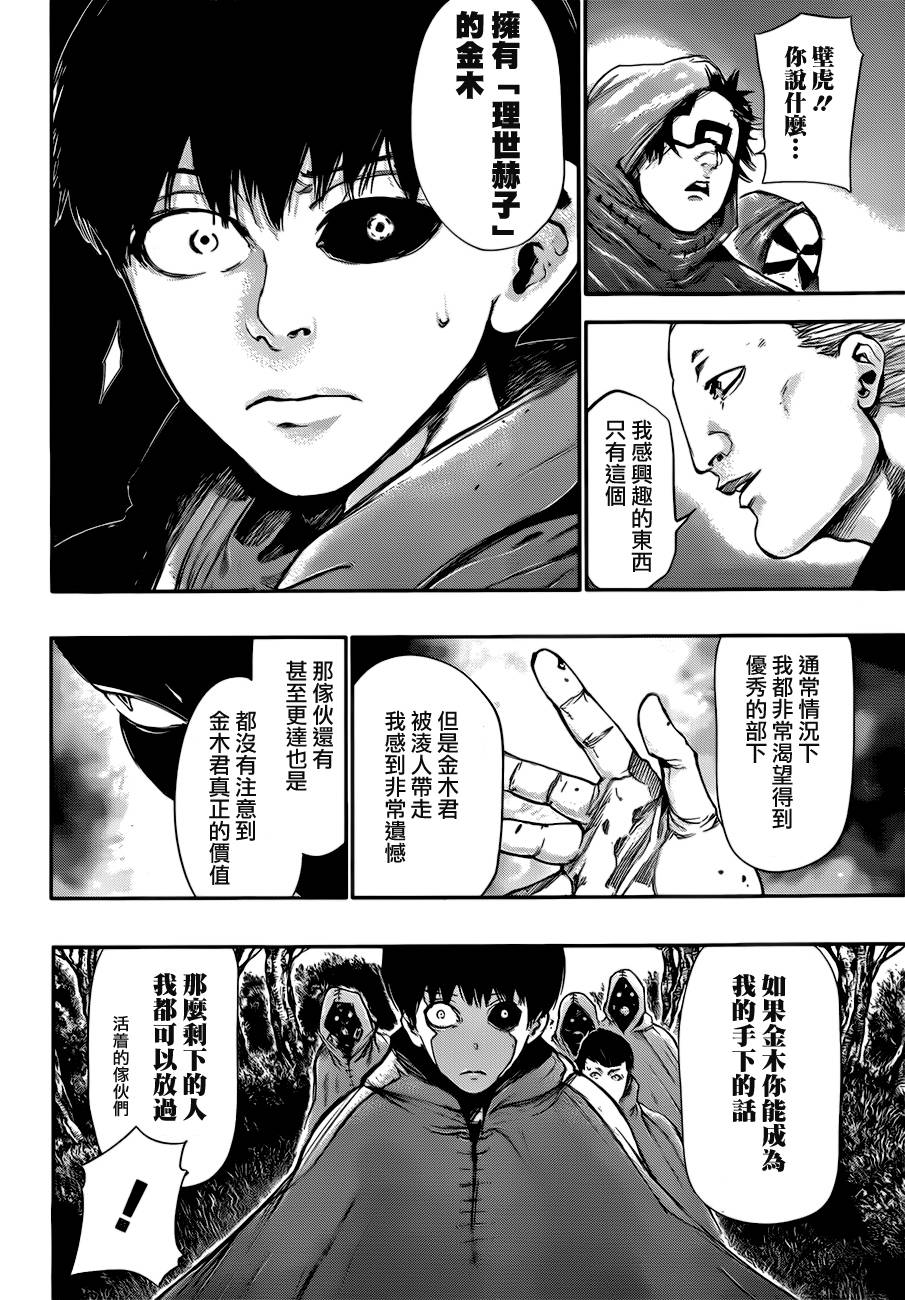 壁虎!!
你說什麼…
我感興趣的東西
只有這個
擁有「理世赫子」
的金木
通常情況下
我都非常渴望得到
優秀的部下
但是金木君
被淩人帶走
我感到非常遺憾
那傢伙還有
甚至更達也是
都沒有注意到
金木君真正的價值
如果金木你能成為
我的手下的話
那麼剩下的人
我都可以放過
活着的傢伙們
！